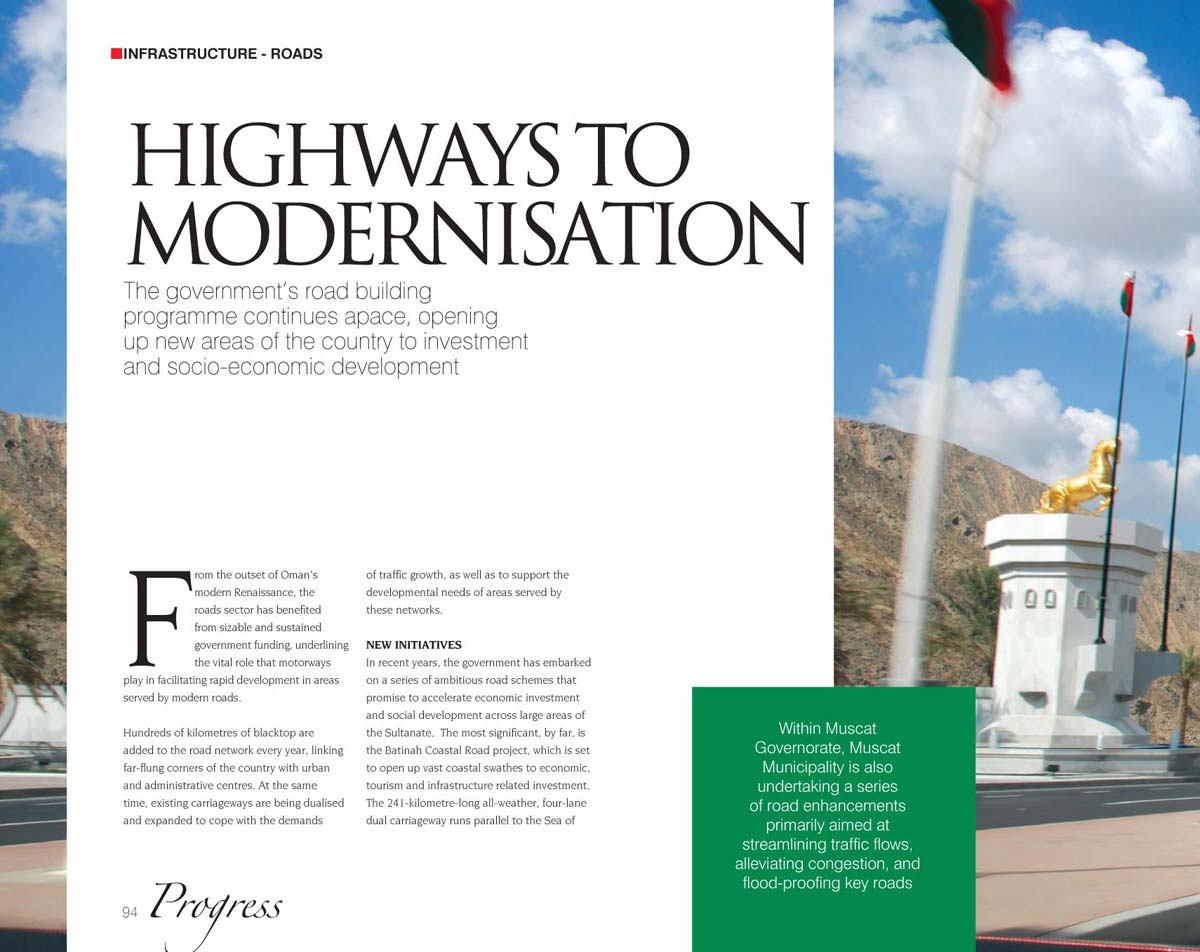 INFRASTRUCTURE - ROADS
HIGHWAYS TO
MODERNISATION
The government's road building
programme continues apace, opening
up new areas of the country to investment
and socio-economic development
From the outset of Oman's
modern Renaissance, the
roads sector has benefited
from sizable and sustained
government funding, underlining
the vital role that motorways
play in facilitating rapid development in areas
served by modern roads.
Hundreds of kilometres of blacktop are
added to the road network every year, linking
far-flung corners of the country with urban
and administrative centres. At the same
time, existing carriageways are being dualised
and expanded to cope with the demands
of traffic growth, as well as to support the
developmental needs of areas served by
these networks.
NEW INITIATIVES
In recent years, the government has embarked
on a series of ambitious road schemes that
promise to accelerate economic investment
and social development across large areas of
the Sultanate. The most significant, by far, is
the Batinah Coastal Road project, which is set
to open up vast coastal swathes to economic,
tourism and infrastructure related investment.
The 241-kilometre-long all-weather, four-lane
dual carriageway runs parallel to the Sea of
Within Muscat
Governorate, Muscat
Municipality is also
undertaking a series
of road enhancements
primarily aimed at
streamlining traffic flows,
alleviating congestion, and
flood-proofing key roads
94 Progress